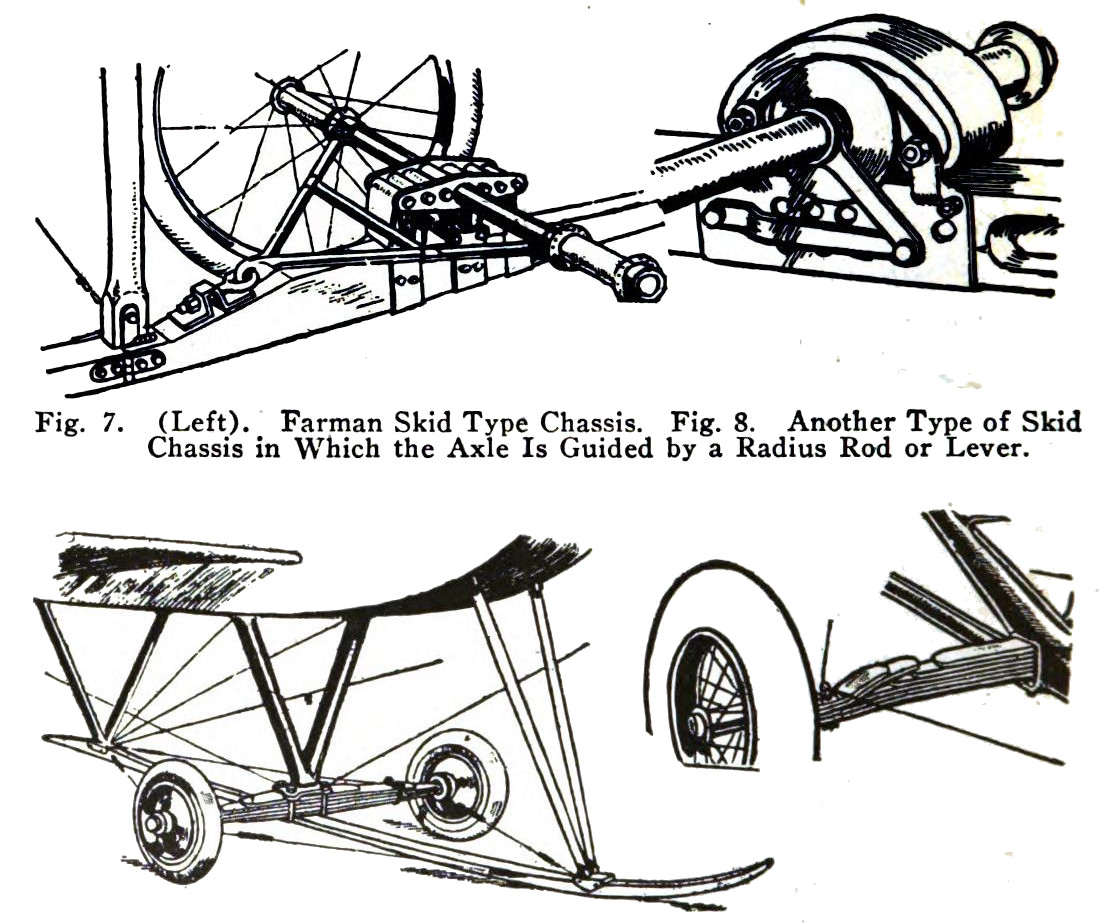 Fig. 7. (Left). Farman Skid Type Chassis. Fig. 8. Another Type of Skid
Chassis in Which the Axle Is Guided by a Radius Rod or Lever.